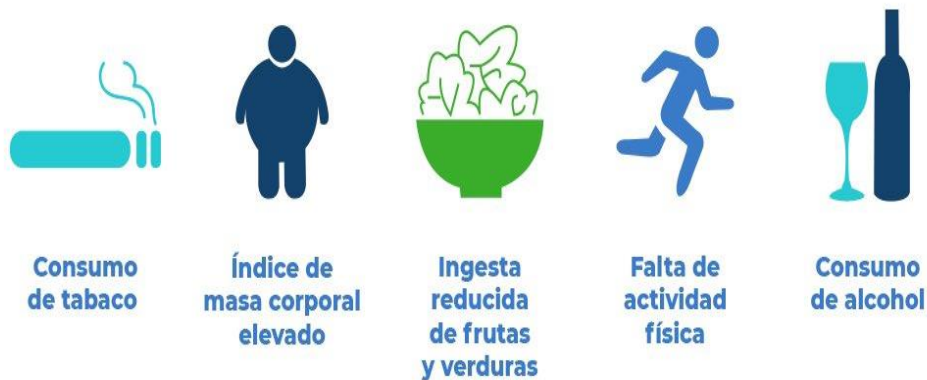 Consumo
de tabaco
Índice de
masa corporal
elevado
Ingesta
reducida
de frutas
y verduras
Falta de
actividad
física
Consumo
de alcohol